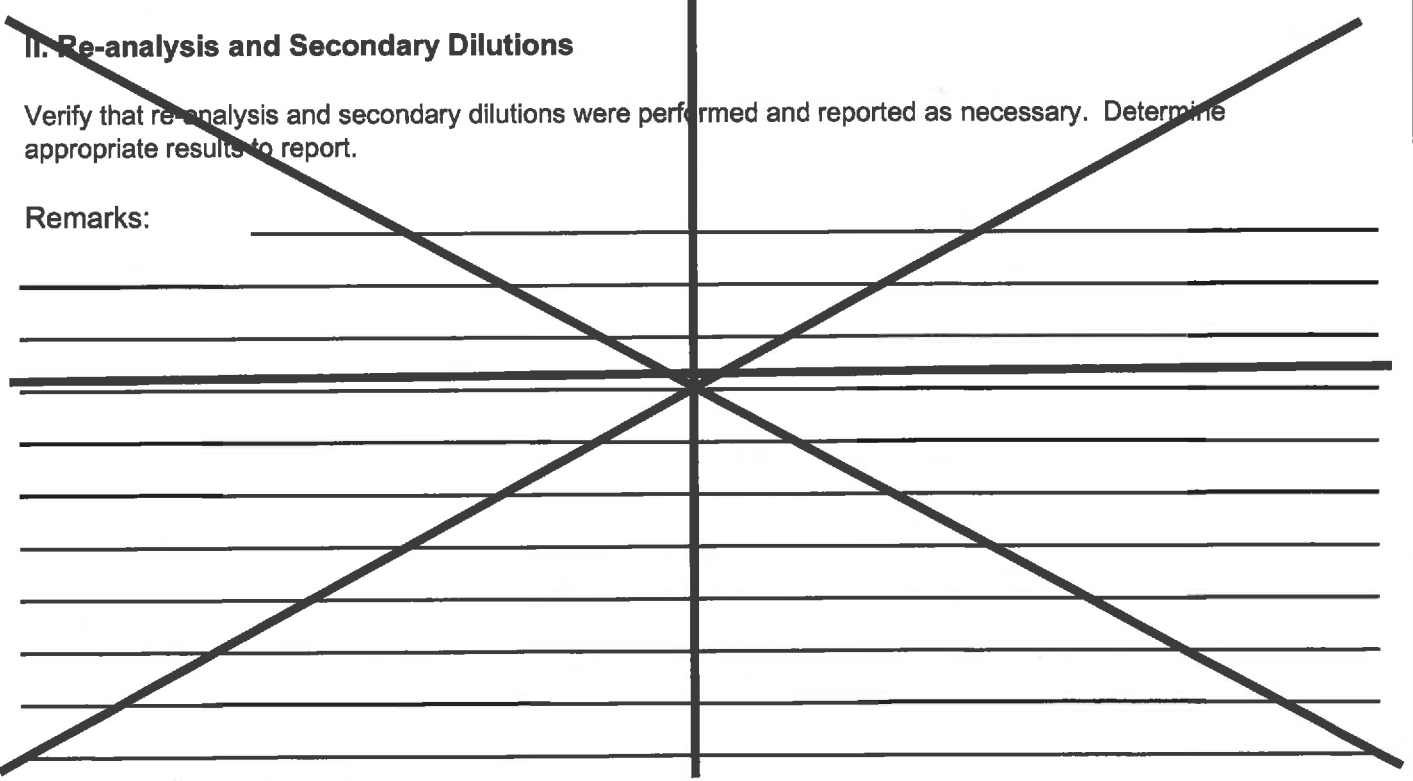 II. Re-analysis and Secondary Dilutions
Verify that re-analysis and secondary dilutions were performed and reported as necessary. Determine
appropriate results to report.
Remarks: